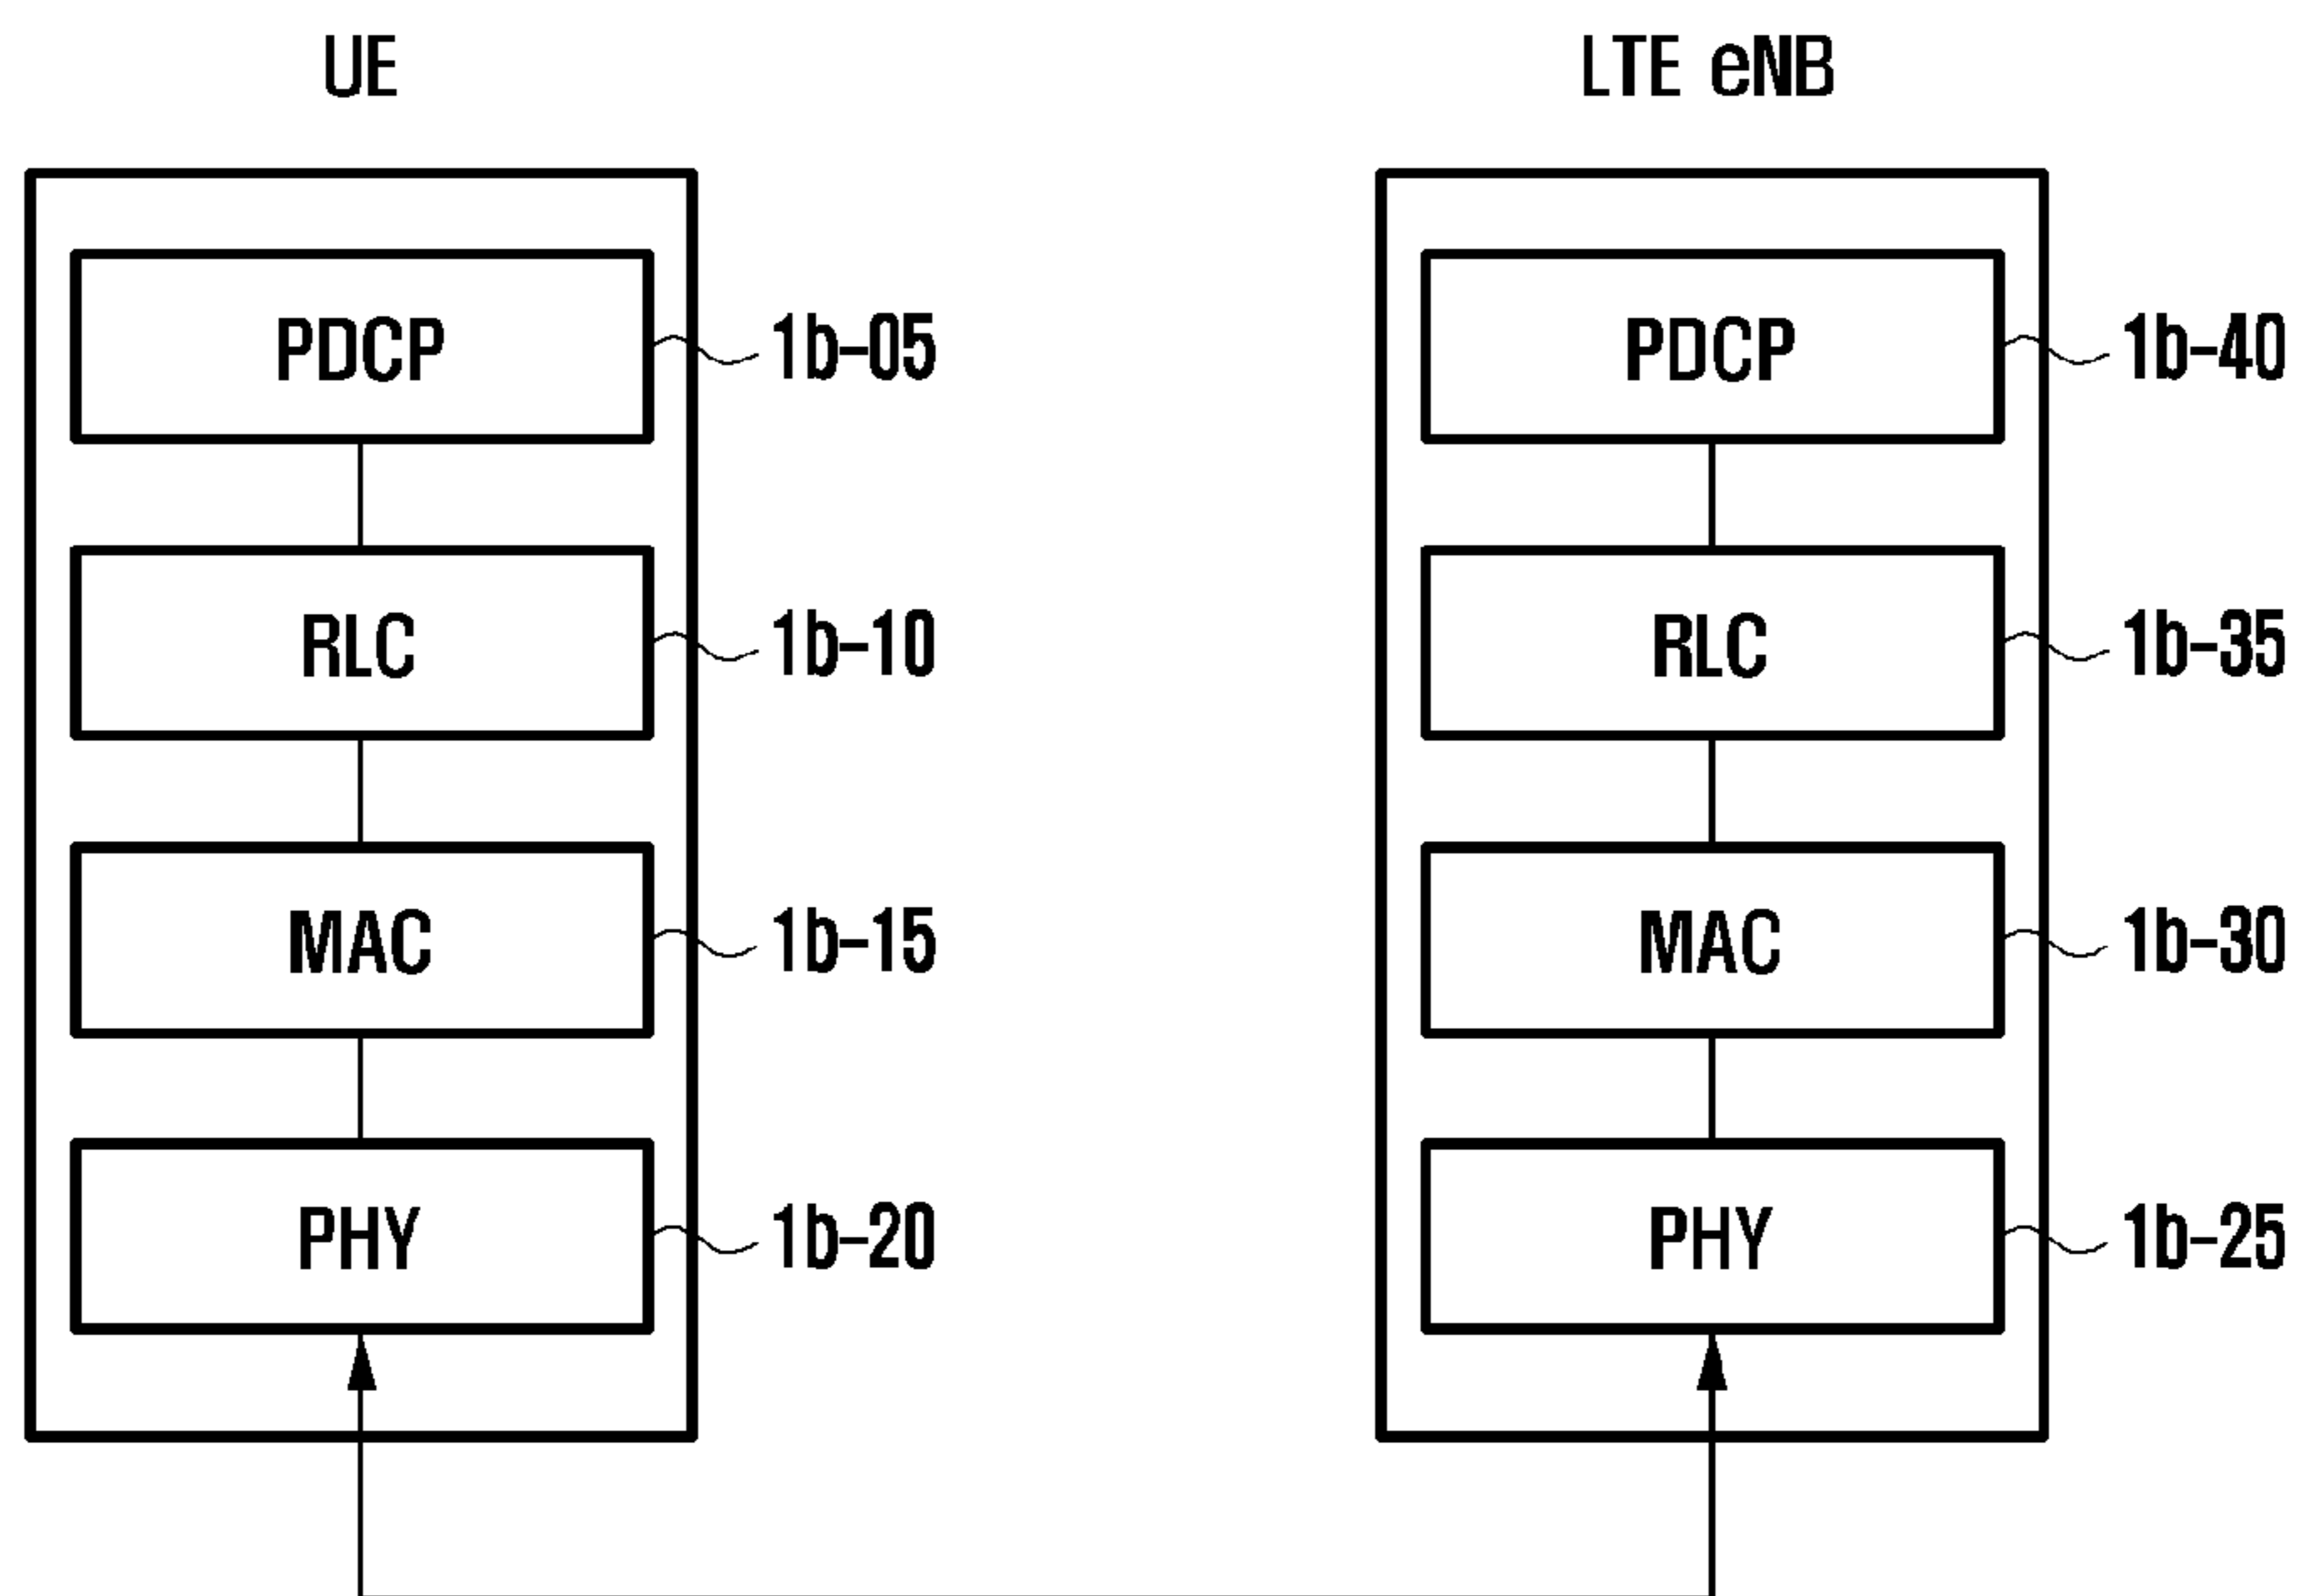 UE
LTE eNB
PDCP
1b-05
PDCP
1b-40
RLC
1b-10
RLC
1b-35
MAC
1b-15
MAC
1b-30
PHY
1b-20
PHY
1b-25